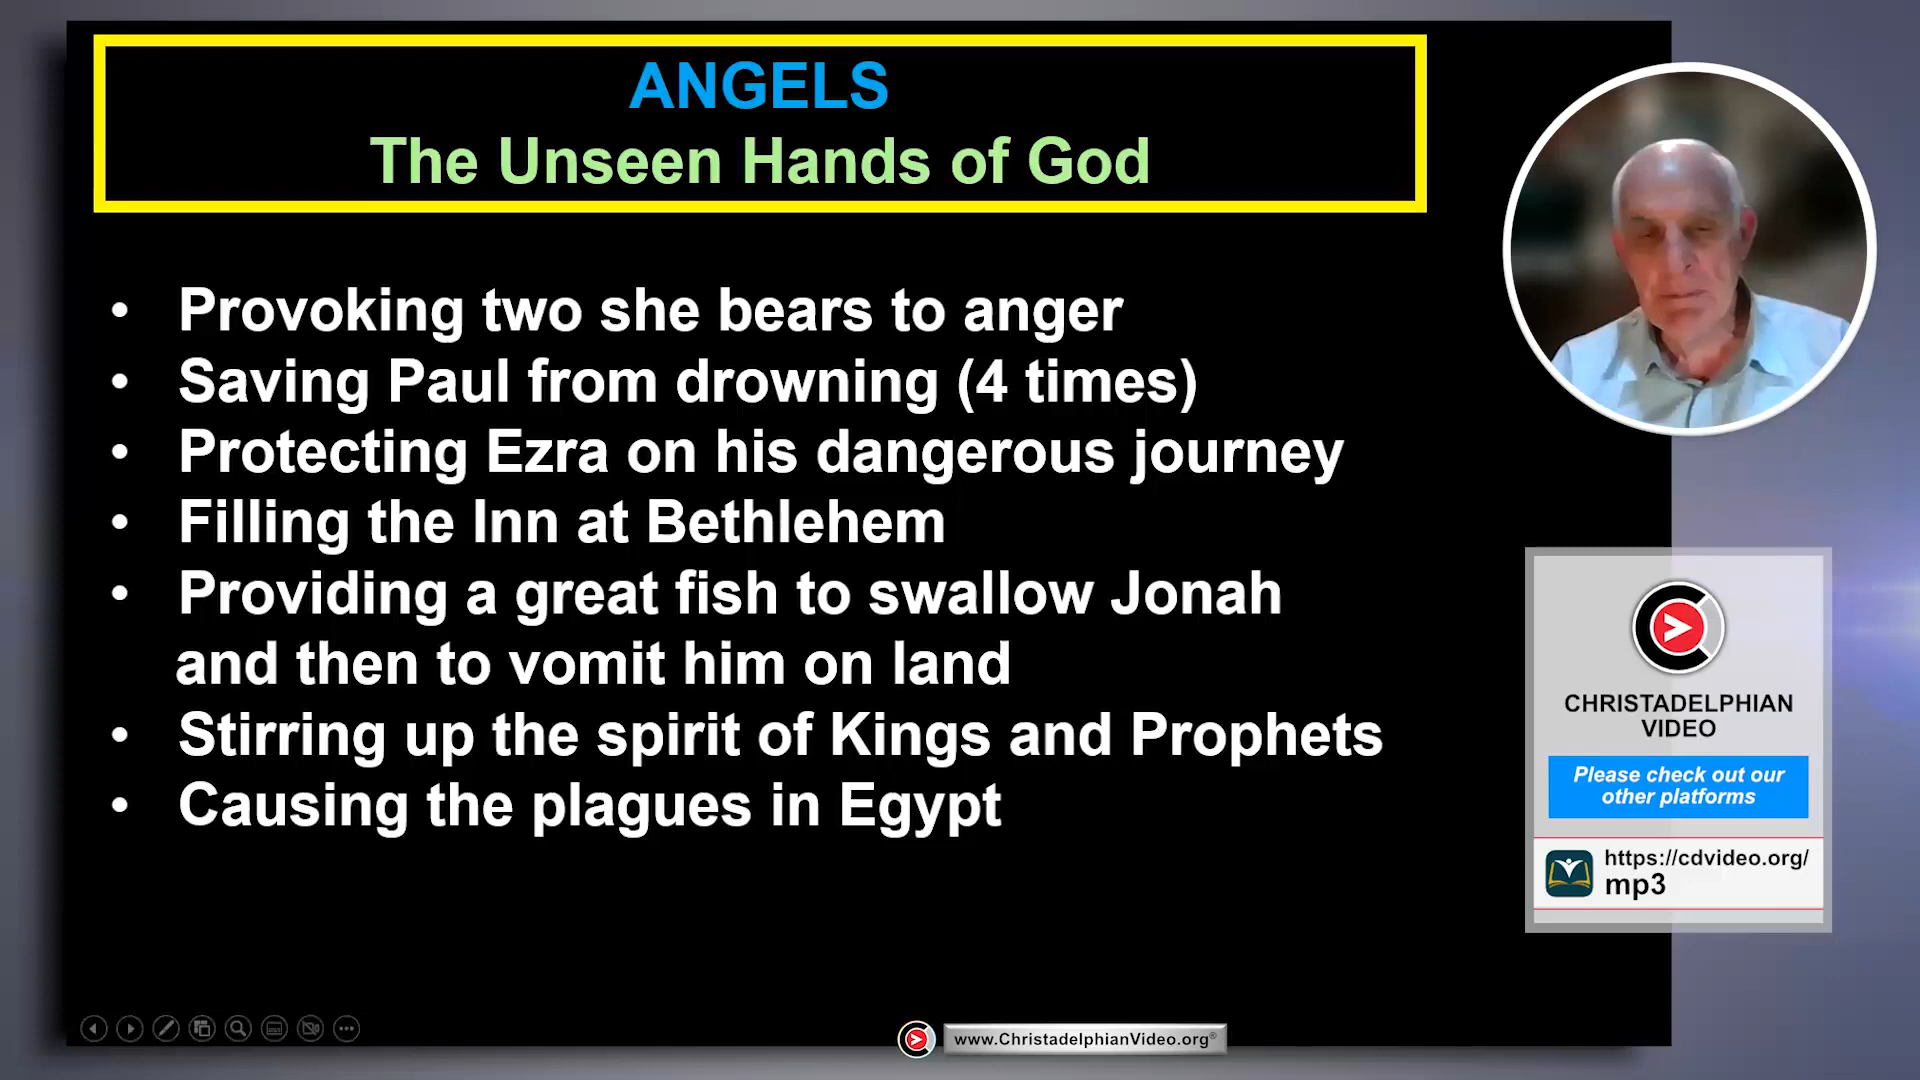 ANGELS
The Unseen Hands of God
• Provoking two she bears to anger
• Saving Paul from drowning (4 times)
• Protecting Ezra on his dangerous journey
• Filling the Inn at Bethlehem
• Providing a great fish to swallow Jonah
and then to vomit him on land
• Stirring up the spirit of Kings and Prophets
• Causing the plagues in Egypt
CHRISTADELPHIAN
VIDEO
Please check out our
other platforms
https://cdvideo.org/
mp3
www.ChristadelphianVideo.org®